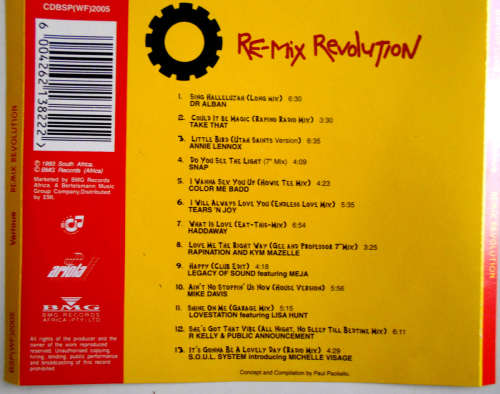 CDBSP(WF)2005
6 004262 138222 >
Ⓟ 1993 South Africa.
© BMG Records (Africa)
Marketed by BMG Records
Africa. A Bertelsmann Music
Group Company.Distributed
by ESR.
ariola
BMG
BMG RECORDS
AFRICA (PTY) LTD
All rights of the producer and the
owner of the work reproduced
reserved. Unauthorised copying,
hiring, lending, public performance
and broadcasting of this record
prohibited.
Various REMIX REVOLUTION
Re-Mix Revolution
1. Sing Hallelujah (Long mix) 6:30
DR ALBAN
2. Could It Be Magic (Rapino Radio Mix) 3:30
TAKE THAT
3. Little Bird (Utah Saints Version) 6:35
ANNIE LENNOX
4. Do You See The Light (7" Mix) 4:09
SNAP
5. I Wanna Sex You Up (Howie Tee Mix) 4:23
COLOR ME BADD
6. I Will Always Love You (Endless Love Mix) 5:35
TEARS 'N JOY
7. What Is Love (Eat-This-Mix) 6:54
HADDAWAY
8. Love Me The Right Way (Gee and Professor 7"Mix) 3:25
RAPINATION AND KYM MAZELLE
9. Happy (Club Edit) 4:18
LEGACY OF SOUND featuring MEJA
10. Ain't No Stoppin' Us Now (House Version) 5:56
MIKE DAVIS
11. Shine On Me (Garage Mix) 5:15
LOVESTATION featuring LISA HUNT
12. She's Got That Vibe (All Night, No Sleep Till Bedtime Mix) 6:11
R KELLY & PUBLIC ANNOUNCEMENT
13. It's Gonna Be A Lovely Day (Radio Mix) 4:29
S.O.U.L. SYSTEM introducing MICHELLE VISAGE
Concept and Compilation by Paul
REVOLUTION